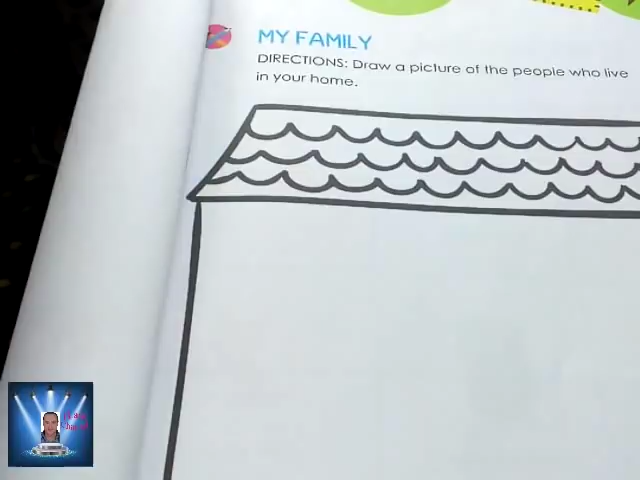 MY FAMILY
DIRECTIONS: Draw a picture of the people who live
in your home.